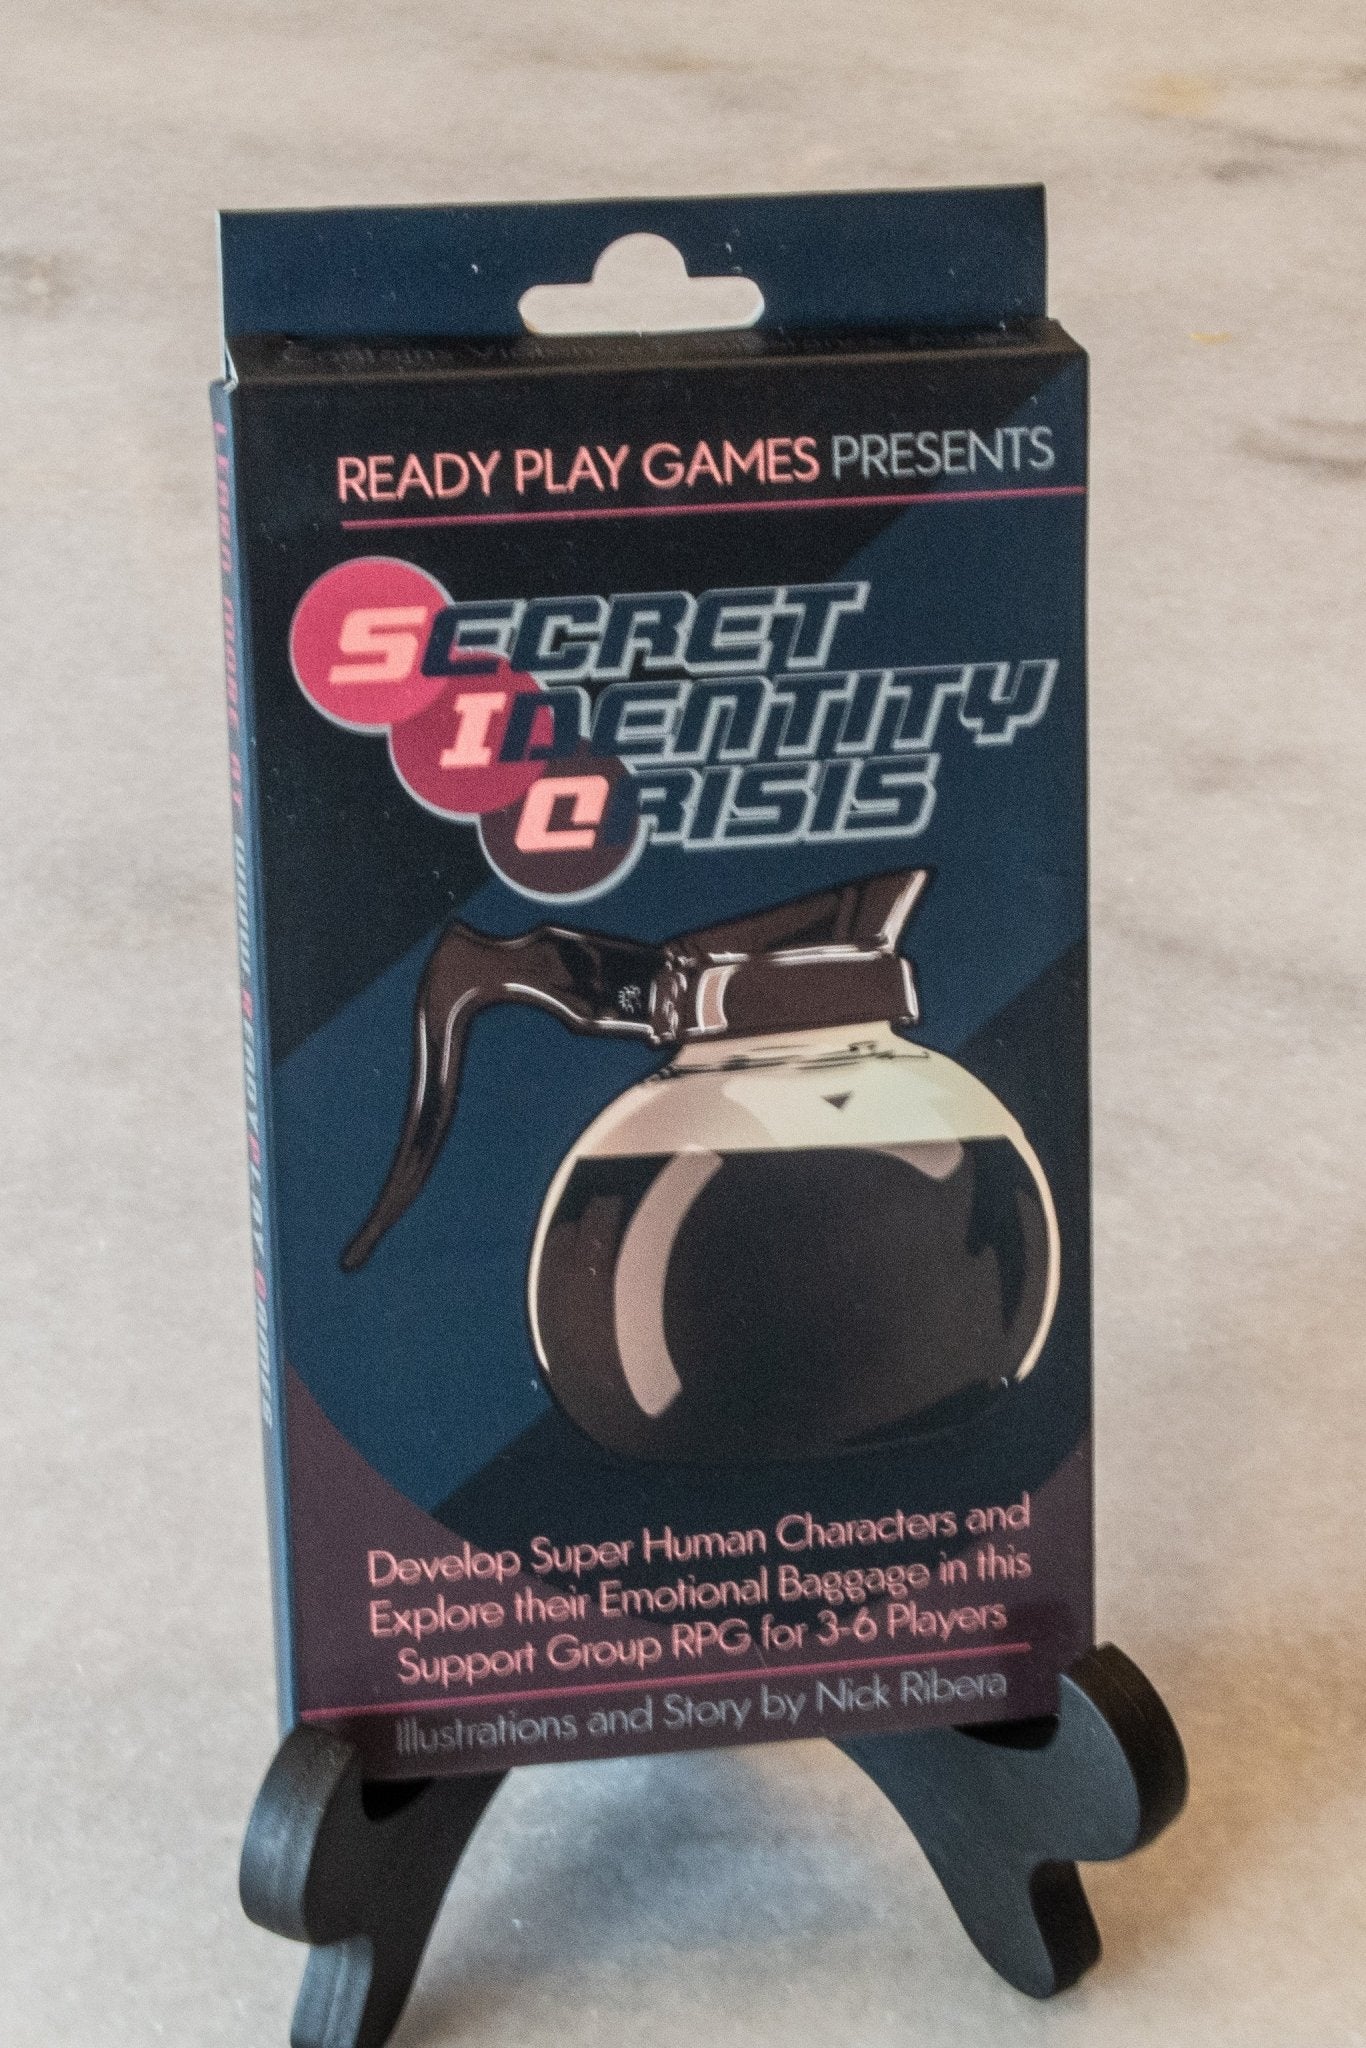 READY PLAY GAMES PRESENTS
SECRET
IDENTITY
CRISIS
Develop Super Human Characters and
Explore their Emotional Baggage in this
Support Group RPG for 3-6 Players
Illustrations and Story by Nick Ribera